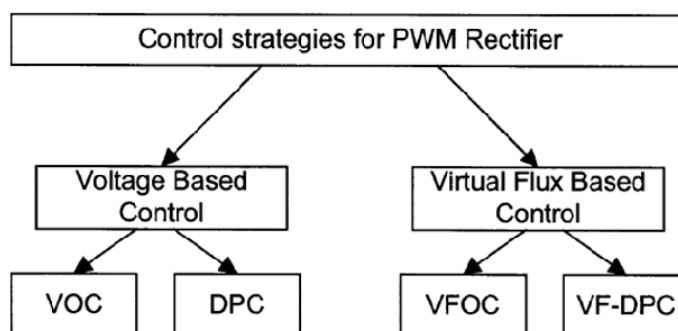 Control strategies for PWM Rectifier
Voltage Based
Control
Virtual Flux Based
Control
VOC
DPC
VFOC
VF-DPC